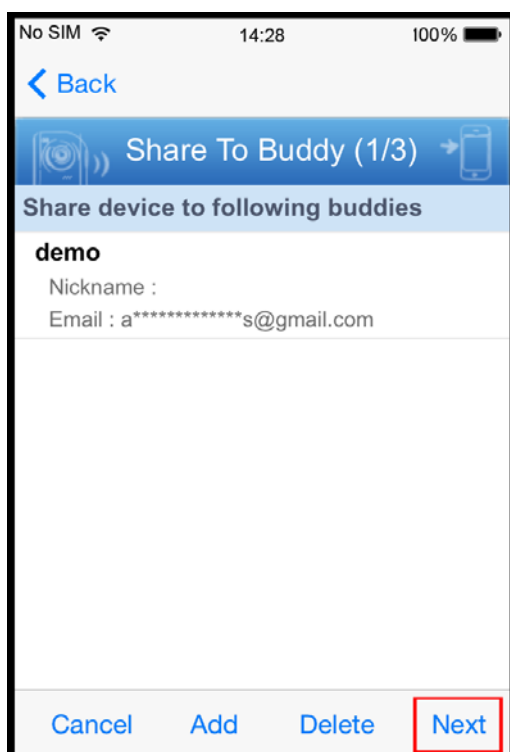 No SIM 14:28 100%
Back
Share To Buddy (1/3)
Share device to following buddies
demo
Nickname :
Email : a*************s@gmail.com
Cancel Add Delete Next